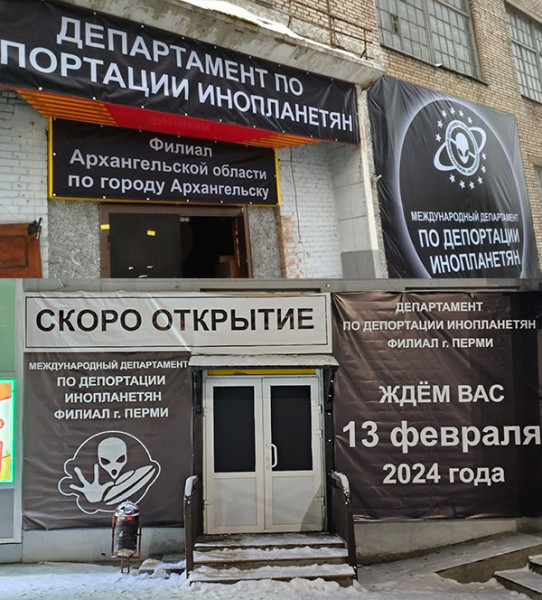 ДЕПАРТАМЕНТ ПО
ПОРТАЦИИ ИНОПЛАНЕТЯН
Филиал
Архангельской области
по городу Архангельску
МЕЖДУНАРОДНЫЙ ДЕПАРТАМЕНТ
ПО ДЕПОРТАЦИИ
ИНОПЛАНЕТЯН
СКОРО ОТКРЫТИЕ
МЕЖДУНАРОДНЫЙ ДЕПАРТАМЕНТ
ПО ДЕПОРТАЦИИ
ИНОПЛАНЕТЯН
ФИЛИАЛ г. ПЕРМИ
ДЕПАРТАМЕНТ
ПО ДЕПОРТАЦИИ ИНОПЛАНЕТЯН
ФИЛИАЛ г. ПЕРМИ
ЖДЁМ ВАС
13 февраля
2024 года